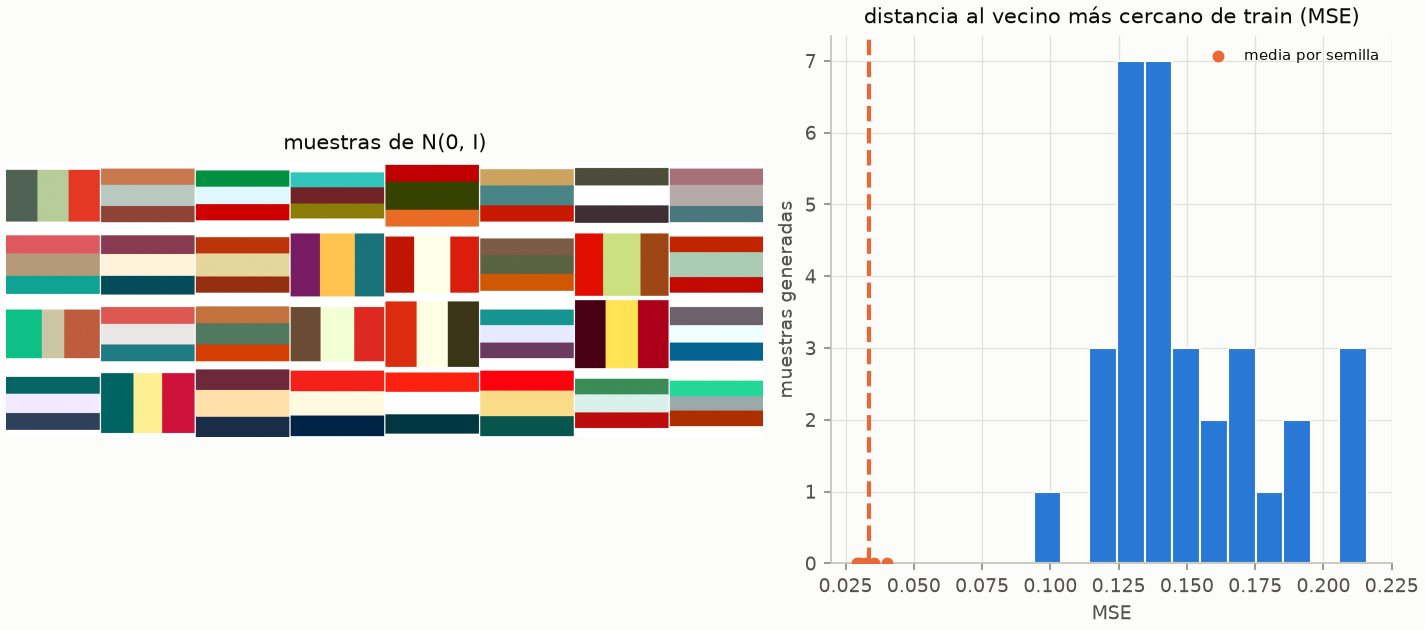 muestras de N(0, I)
distancia al vecino más cercano de train (MSE)
media por semilla
muestras generadas
7
6
5
4
3
2
1
0
0.025 0.050 0.075 0.100 0.125 0.150 0.175 0.200 0.225
MSE